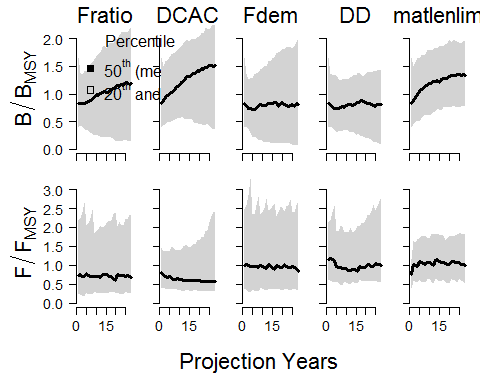 Fratio DCAC Fdem DD matlenlim
Percentile
50th (me
20th and
B / BMSY
2.0
1.5
1.0
0.5
0.0
F / FMSY
3.0
2.5
2.0
1.5
1.0
0.5
0.0
0 15 0 15 0 15 0 15 0 15
Projection Years